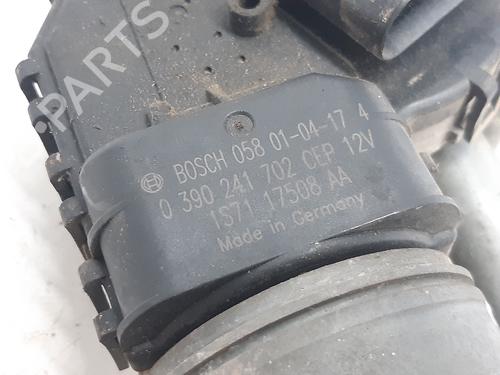 B-PARTS
BOSCH 058 01-04-17 4
0 390 241 702 CEP 12V
1S71 17508 AA
Made in Germany